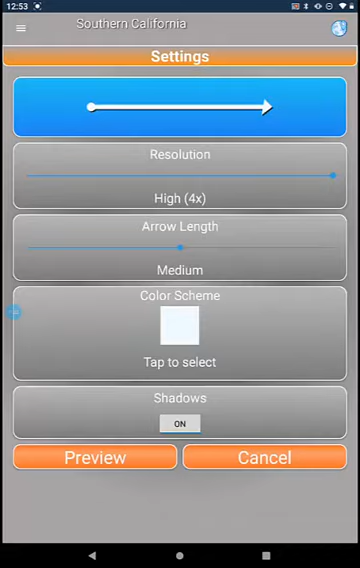 12:53
Southern California
Settings
Resolution
High (4x)
Arrow Length
Medium
Color Scheme
Tap to select
Shadows
ON
Preview
Cancel